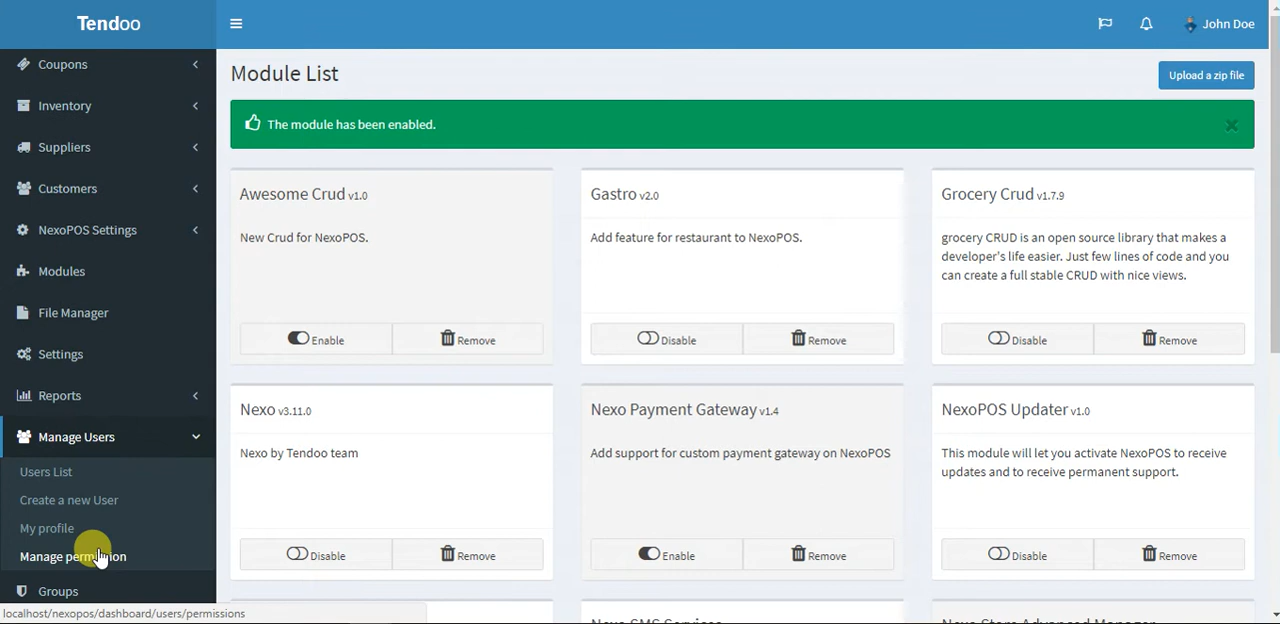 Tendoo
John Doe
Coupons
Inventory
Suppliers
Customers
NexoPOS Settings
Modules
File Manager
Settings
Reports
Manage Users
Users List
Create a new User
My profile
Manage permission
Groups
localhost/nexopos/dashboard/users/permissions
Module List
Upload a zip file
The module has been enabled.
Awesome Crud v1.0
New Crud for NexoPOS.
Enable
Remove
Gastro v2.0
Add feature for restaurant to NexoPOS.
Disable
Remove
Grocery Crud v1.7.9
grocery CRUD is an open source library that makes a
developer's life easier. Just few lines of code and you
can create a full stable CRUD with nice views.
Disable
Remove
Nexo v3.11.0
Nexo by Tendoo team
Disable
Remove
Nexo Payment Gateway v1.4
Add support for custom payment gateway on NexoPOS
Enable
Remove
NexoPOS Updater v1.0
This module will let you activate NexoPOS to receive
updates and to receive permanent support.
Disable
Remove
Nexo SMS Services
Nexo Store Advanced Manager